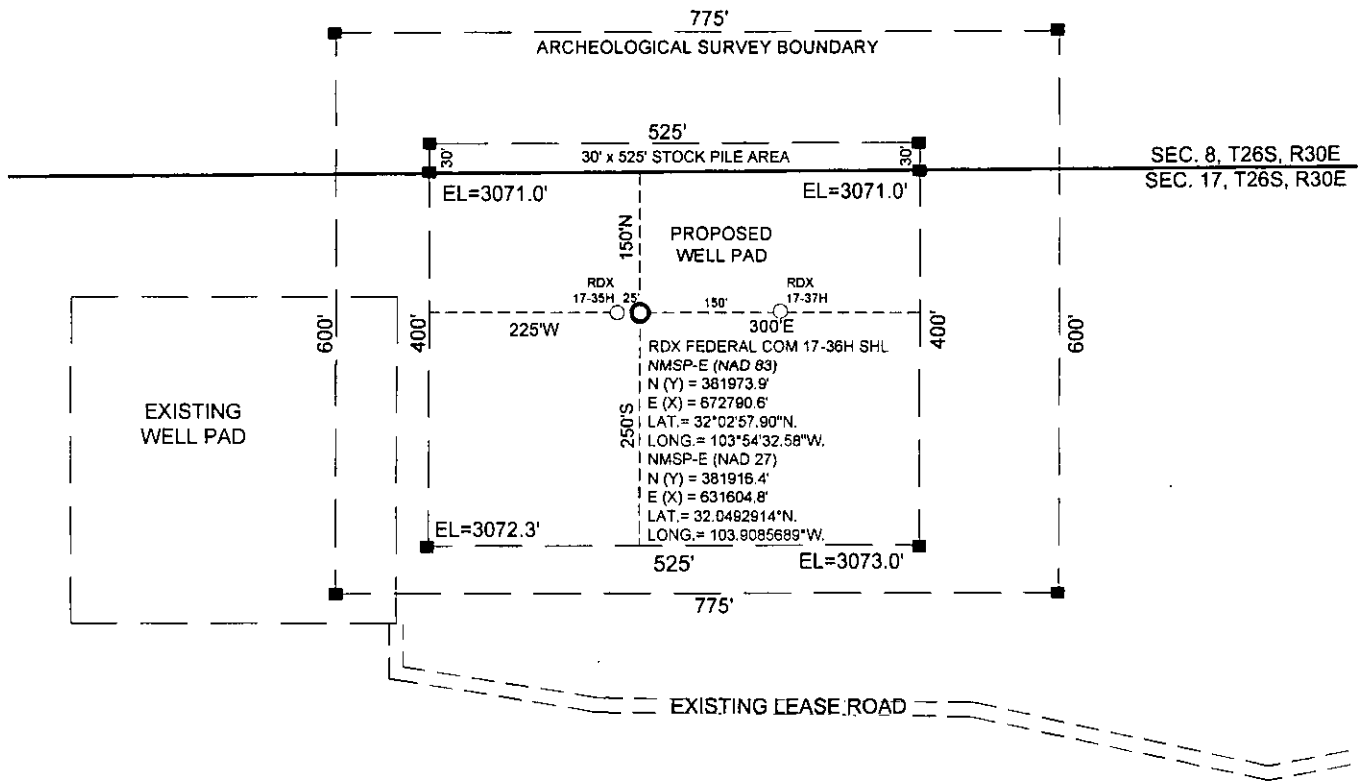 775'
ARCHEOLOGICAL SURVEY BOUNDARY
525'
30'
30' x 525' STOCK PILE AREA
30'
SEC. 8, T26S, R30E
SEC. 17, T26S, R30E
EL=3071.0'
EL=3071.0'
150'N
PROPOSED
WELL PAD
RDX
17-35H
25'
150'
RDX
17-37H
225'W
300'E
600'
400'
400'
600'
EXISTING
WELL PAD
250'S
RDX FEDERAL COM 17-36H SHL
NMSP-E (NAD 83)
N (Y) = 381973.9'
E (X) = 672790.6'
LAT.= 32°02'57.90"N.
LONG.= 103°54'32.58"W.
NMSP-E (NAD 27)
N (Y) = 381916.4'
E (X) = 631604.8'
LAT.= 32.0492914°N.
LONG.= 103.9085689°W.
EL=3072.3'
525'
EL=3073.0'
775'
EXISTING LEASE ROAD